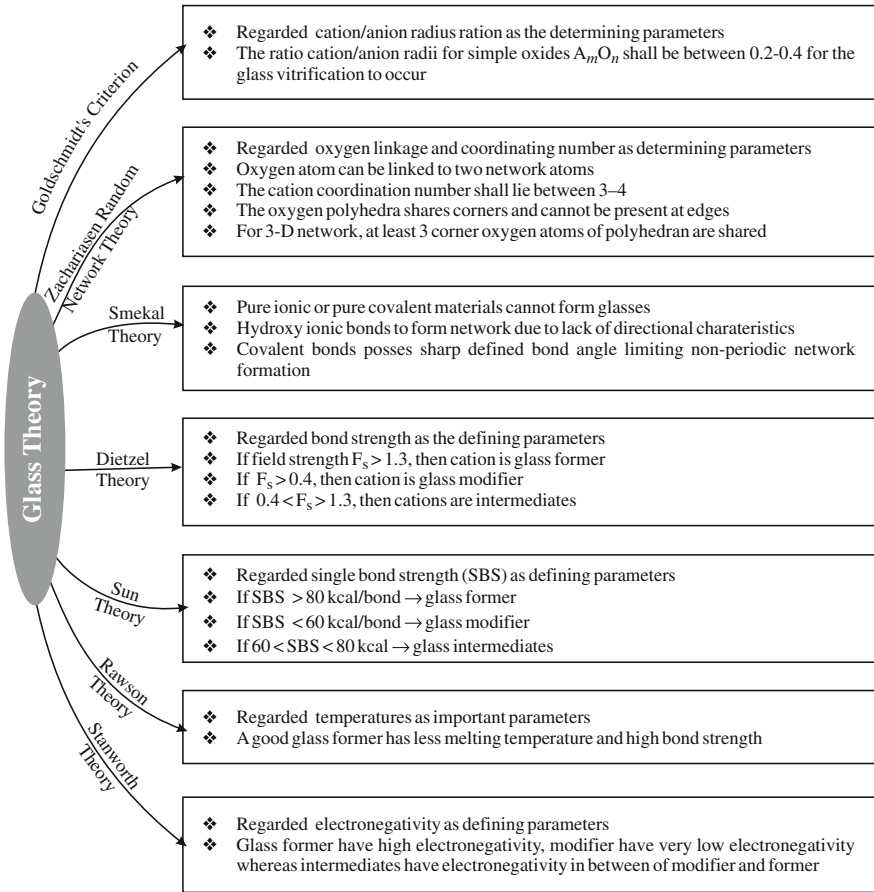 Glass Theory
Goldschmidt's Criterion
❖ Regarded cation/anion radius ration as the determining parameters
❖ The ratio cation/anion radii for simple oxides AₘOₙ shall be between 0.2-0.4 for the
glass vitrification to occur
Zachariasen Random
Network Theory
❖ Regarded oxygen linkage and coordinating number as determining parameters
❖ Oxygen atom can be linked to two network atoms
❖ The cation coordination number shall lie between 3–4
❖ The oxygen polyhedra shares corners and cannot be present at edges
❖ For 3-D network, at least 3 corner oxygen atoms of polyhedran are shared
Smekal
Theory
❖ Pure ionic or pure covalent materials cannot form glasses
❖ Hydroxy ionic bonds to form network due to lack of directional charateristics
❖ Covalent bonds posses sharp defined bond angle limiting non-periodic network
formation
Dietzel
Theory
❖ Regarded bond strength as the defining parameters
❖ If field strength Fₛ > 1.3, then cation is glass former
❖ If Fₛ > 0.4, then cation is glass modifier
❖ If 0.4 < Fₛ > 1.3, then cations are intermediates
Sun
Theory
❖ Regarded single bond strength (SBS) as defining parameters
❖ If SBS > 80 kcal/bond → glass former
❖ If SBS < 60 kcal/bond → glass modifier
❖ If 60 < SBS < 80 kcal → glass intermediates
Rawson
Theory
❖ Regarded temperatures as important parameters
❖ A good glass former has less melting temperature and high bond strength
Stanworth
Theory
❖ Regarded electronegativity as defining parameters
❖ Glass former have high electronegativity, modifier have very low electronegativity
whereas intermediates have electronegativity in between of modifier and former